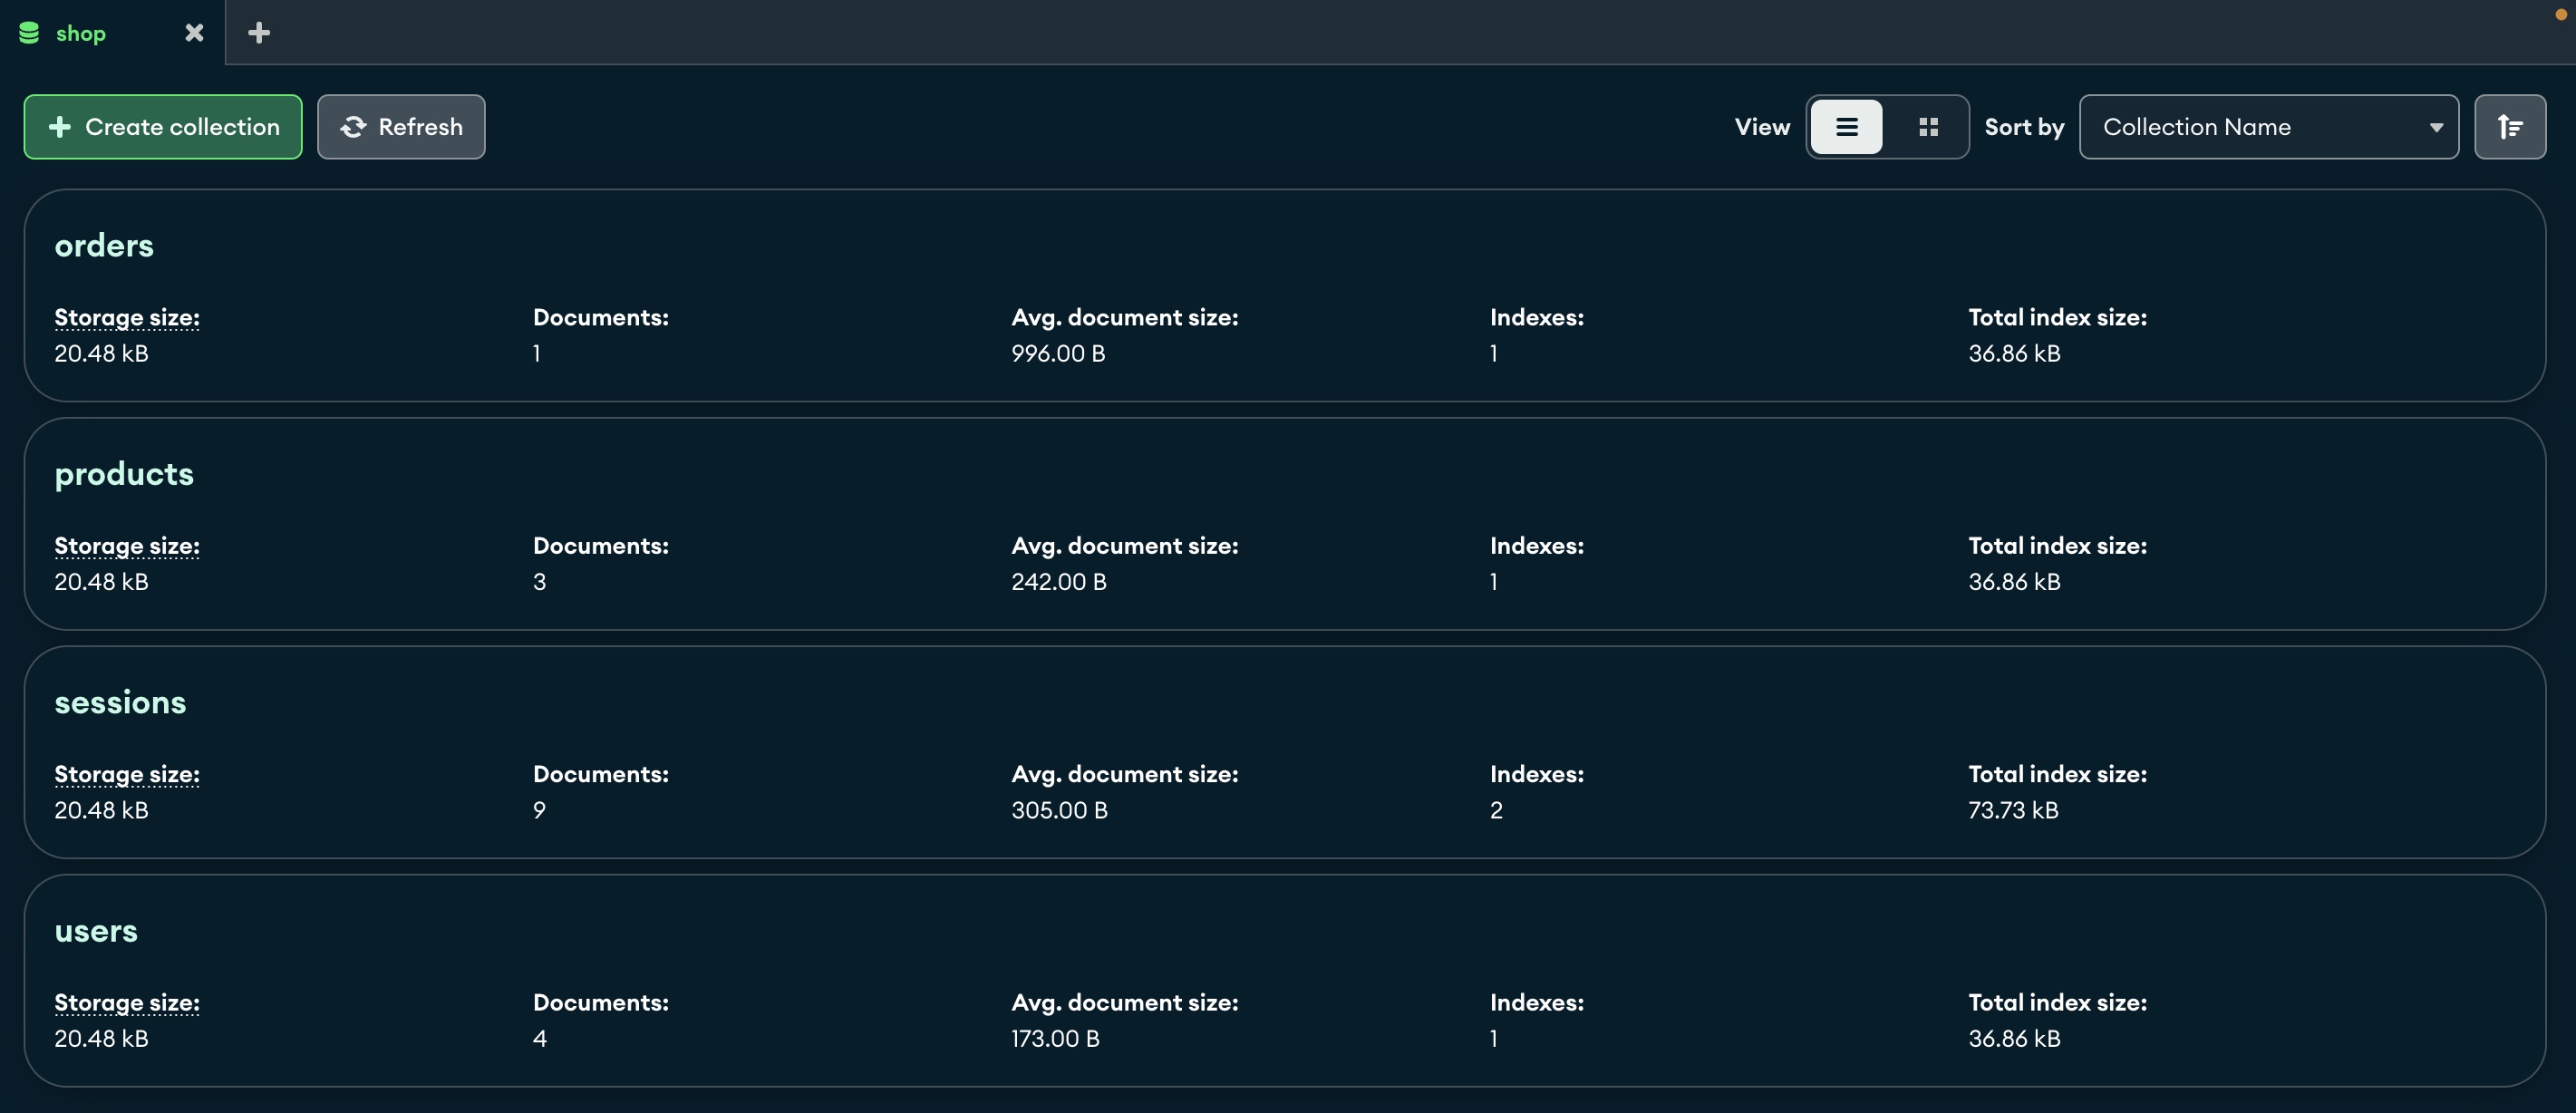 shop
Create collection Refresh View Sort by Collection Name
orders
Storage size: Documents: Avg. document size: Indexes: Total index size:
20.48 kB 1 996.00 B 1 36.86 kB
products
Storage size: Documents: Avg. document size: Indexes: Total index size:
20.48 kB 3 242.00 B 1 36.86 kB
sessions
Storage size: Documents: Avg. document size: Indexes: Total index size:
20.48 kB 9 305.00 B 2 73.73 kB
users
Storage size: Documents: Avg. document size: Indexes: Total index size:
20.48 kB 4 173.00 B 1 36.86 kB